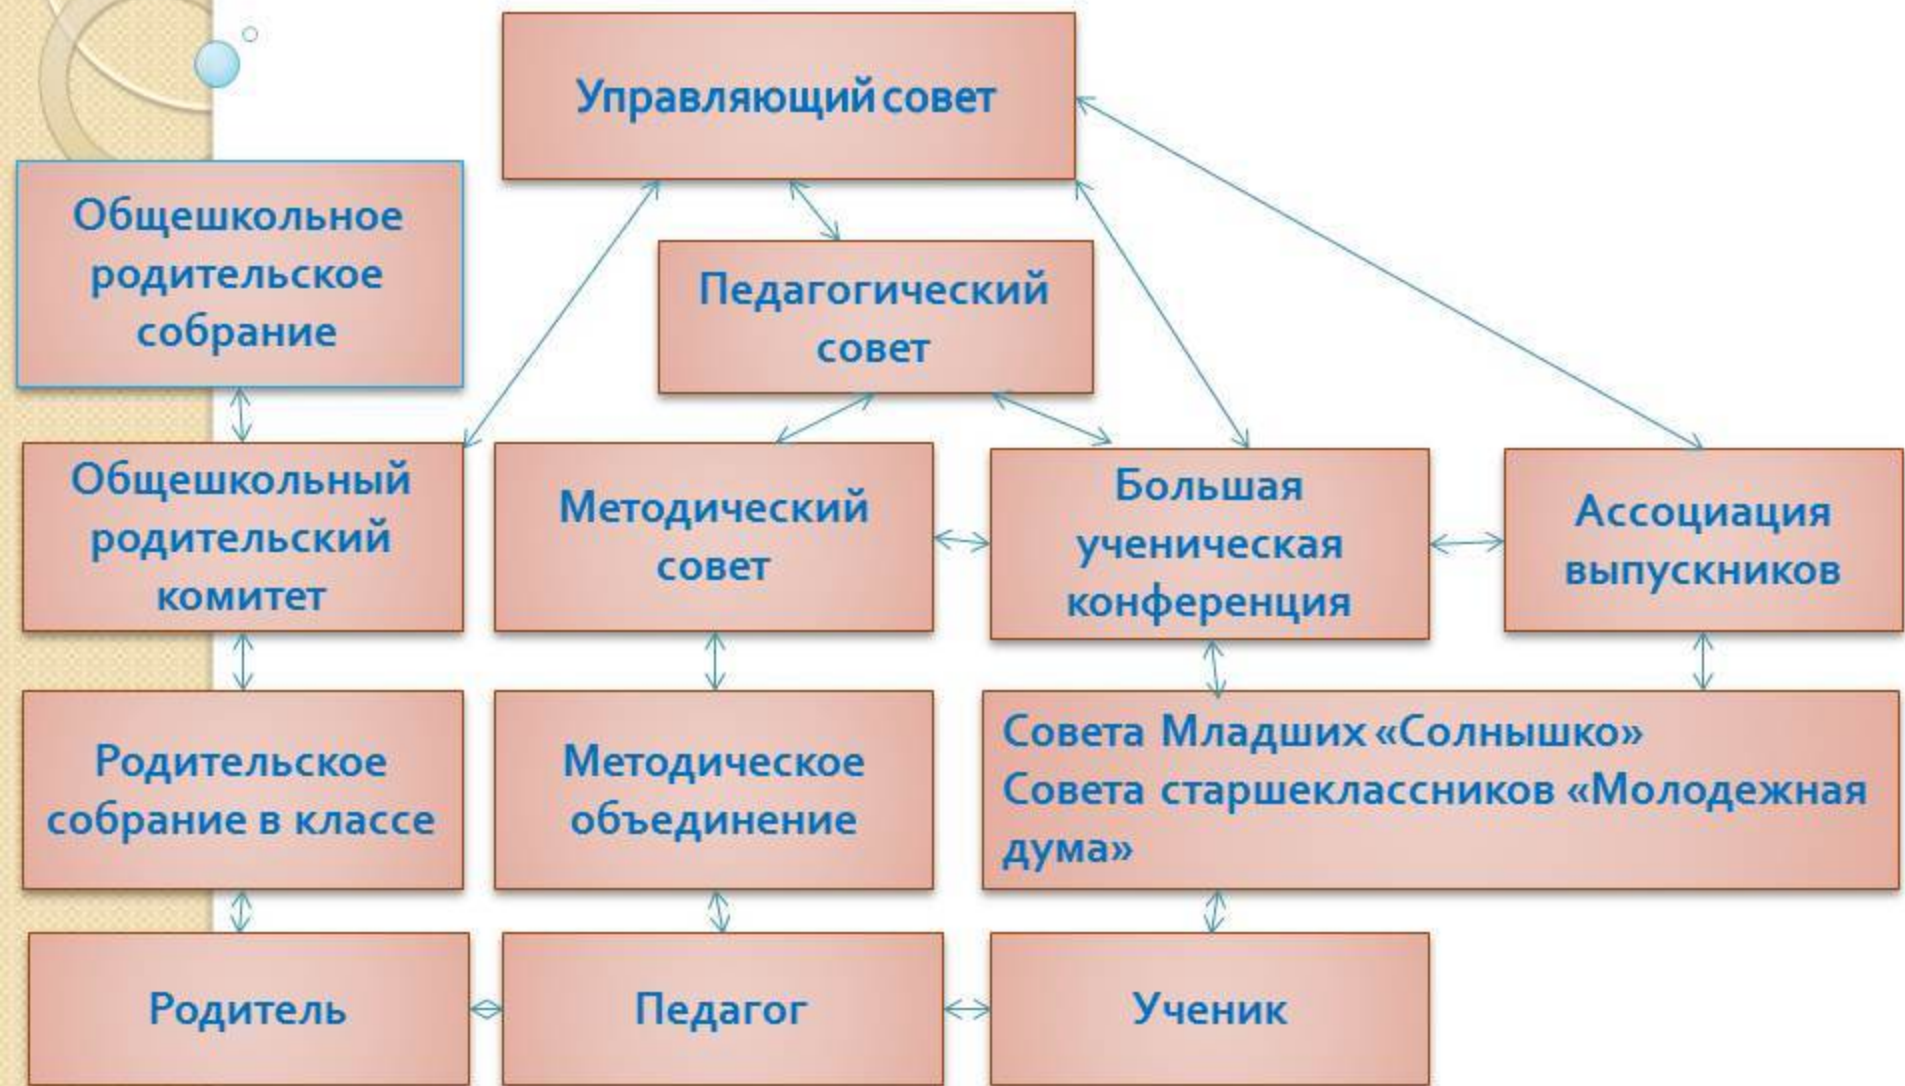 Управляющий совет
Общешкольное
родительское
собрание
Педагогический
совет
Общешкольный
родительский
комитет
Методический
совет
Большая
ученическая
конференция
Ассоциация
выпускников
Родительское
собрание в классе
Методическое
объединение
Совета Младших «Солнышко»
Совета старшеклассников «Молодежная
дума»
Родитель
Педагог
Ученик